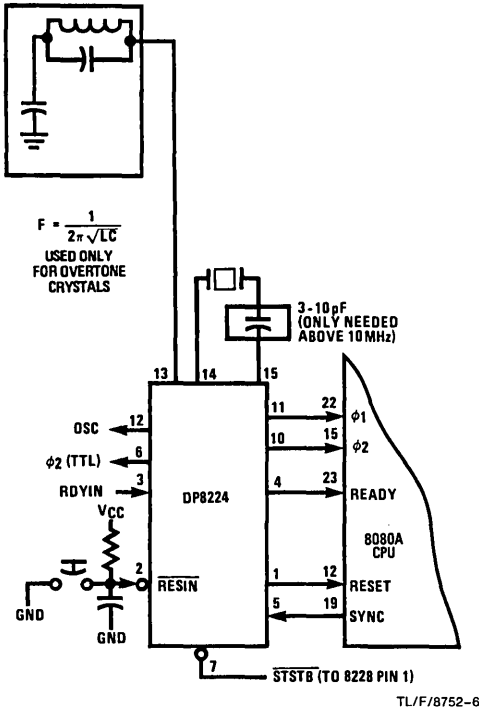 F = 1 / 2π √LC
USED ONLY
FOR OVERTONE
CRYSTALS
3-10pF
(ONLY NEEDED
ABOVE 10MHz)
13 14 15
OSC 12 11 22 ϕ1
ϕ2 (TTL) 6 10 15 ϕ2
RDYIN 3 4 23 READY
DP8224
8080A
CPU
VCC
2 RESIN 1 12 RESET
GND 5 19 SYNC
GND
7 STSTB (TO 8228 PIN 1)
TL/F/8752-6